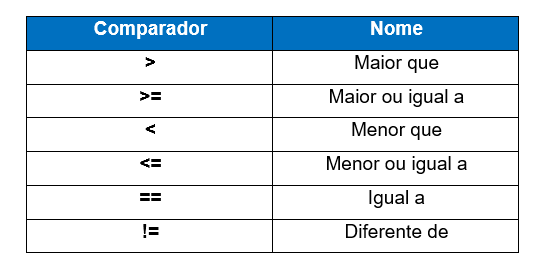 Comparador Nome
> Maior que
>= Maior ou igual a
< Menor que
<= Menor ou igual a
== Igual a
!= Diferente de